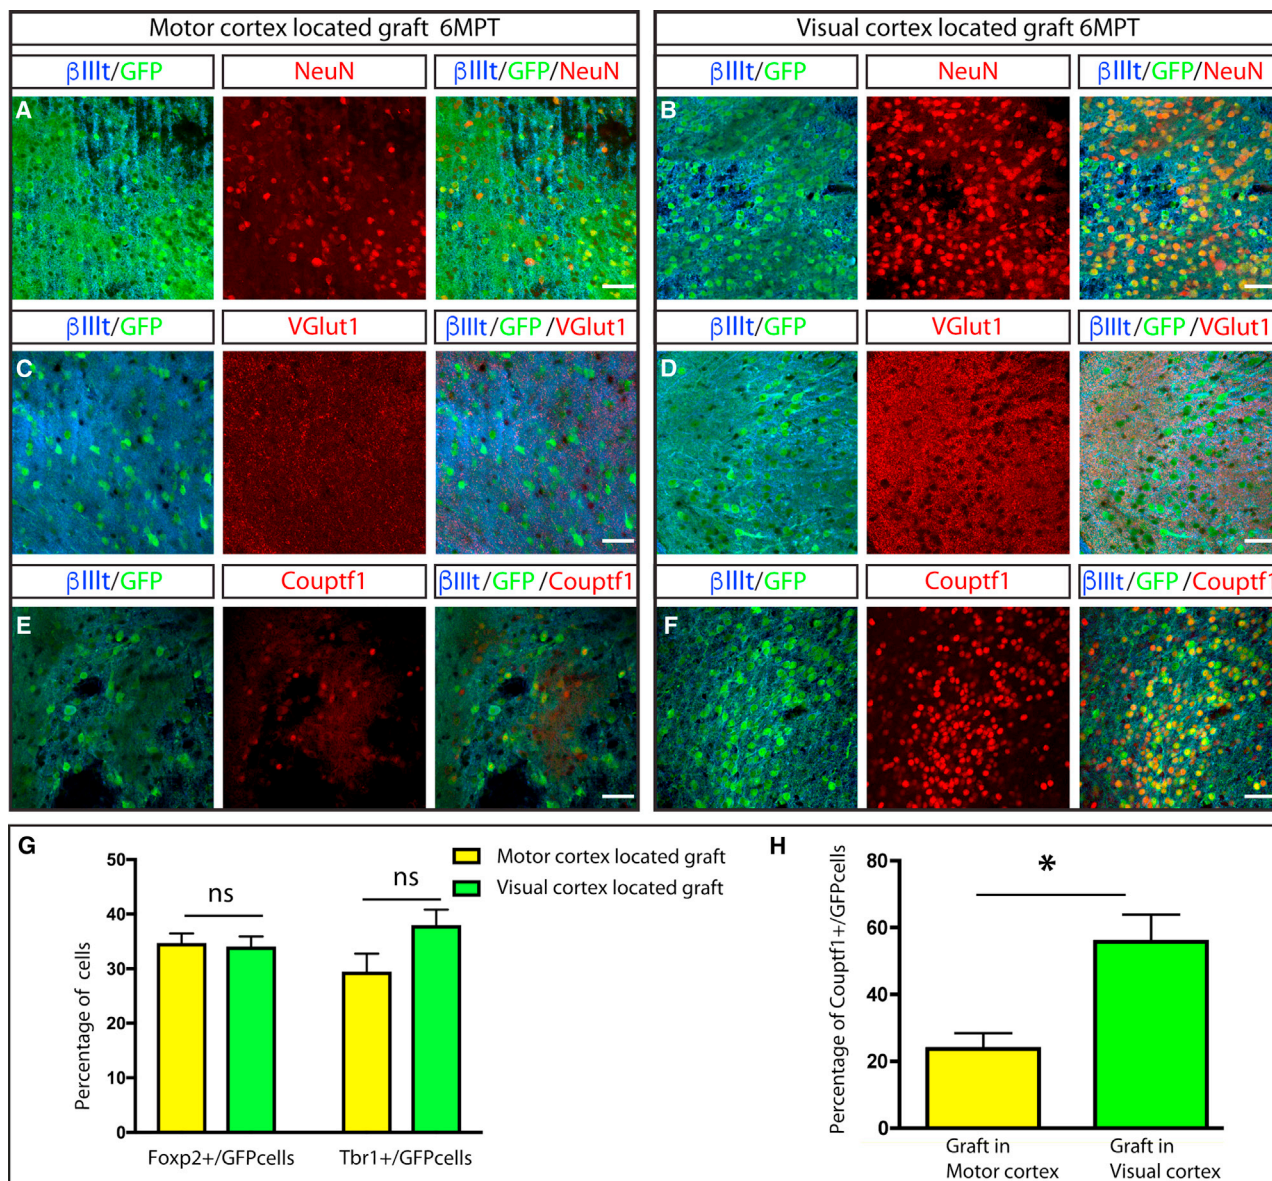 Motor cortex located graft 6MPT
Visual cortex located graft 6MPT
βIIIt/GFP
NeuN
βIIIt/GFP/NeuN
βIIIt/GFP
NeuN
βIIIt/GFP/NeuN
A
B
βIIIt/GFP
VGlut1
βIIIt/GFP /VGlut1
βIIIt/GFP
VGlut1
βIIIt/GFP /VGlut1
C
D
βIIIt/GFP
Couptf1
βIIIt/GFP /Couptf1
βIIIt/GFP
Couptf1
βIIIt/GFP /Couptf1
E
F
G
Percentage of cells
50
40
30
20
10
0
ns
ns
Motor cortex located graft
Visual cortex located graft
Foxp2+/GFPcells
Tbr1+/GFPcells
H
Percentage of Couptf1+/GFPcells
80
60
40
20
0
*
Graft in
Motor cortex
Graft in
Visual cortex